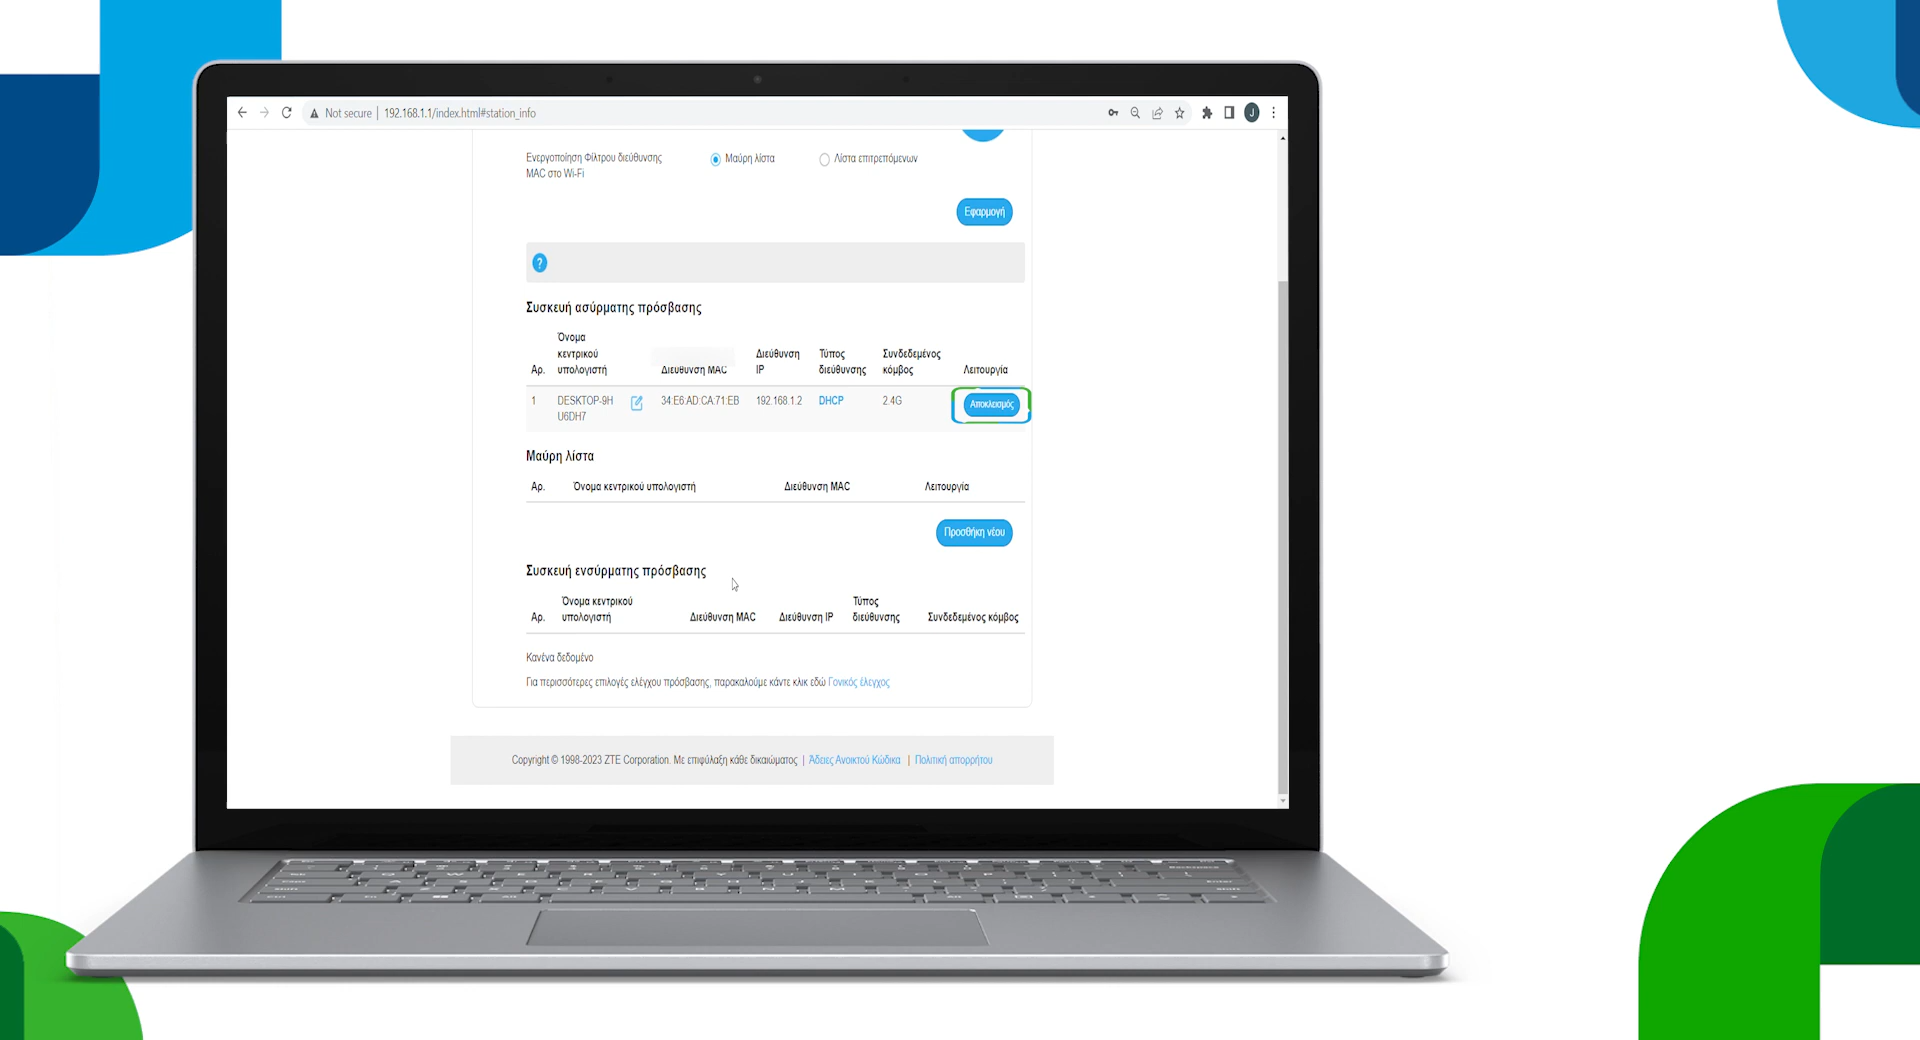 Not secure | 192.168.1.1/index.html#station_info
J
Ενεργοποίηση Φίλτρου διεύθυνσης
MAC στο Wi-Fi
Μαύρη λίστα
Λίστα επιτρεπόμενων
Εφαρμογή
?
Συσκευή ασύρματης πρόσβασης
Αρ.
Όνομα
κεντρικού
υπολογιστή
Διεύθυνση MAC
Διεύθυνση
IP
Τύπος
διεύθυνσης
Συνδεδεμένος
κόμβος
Λειτουργία
1
DESKTOP-9H
U6DH7
34:E6:AD:CA:71:EB
192.168.1.2
DHCP
2.4G
Αποκλεισμός
Μαύρη λίστα
Αρ. Όνομα κεντρικού υπολογιστή Διεύθυνση MAC Λειτουργία
Προσθήκη νέου
Συσκευή ενσύρματης πρόσβασης
Αρ.
Όνομα κεντρικού
υπολογιστή
Διεύθυνση MAC
Διεύθυνση IP
Τύπος
διεύθυνσης
Συνδεδεμένος κόμβος
Κανένα δεδομένο
Για περισσότερες επιλογές ελέγχου πρόσβασης, παρακαλούμε κάντε κλικ εδώ Γονικός έλεγχος
Copyright © 1998-2023 ZTE Corporation. Με επιφύλαξη κάθε δικαιώματος | Άδειες Ανοικτού Κώδικα | Πολιτική απορρήτου